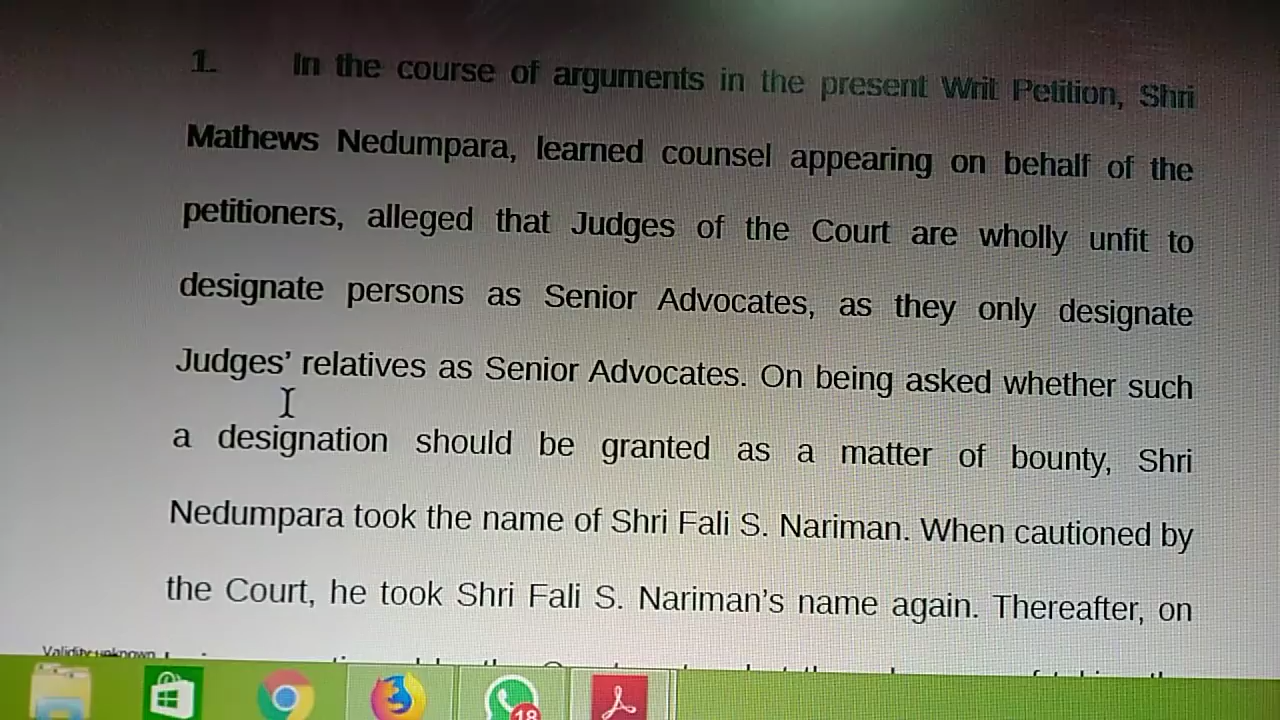 1. In the course of arguments in the present Writ Petition, Shri
Mathews Nedumpara, learned counsel appearing on behalf of the
petitioners, alleged that Judges of the Court are wholly unfit to
designate persons as Senior Advocates, as they only designate
Judges’ relatives as Senior Advocates. On being asked whether such
a designation should be granted as a matter of bounty, Shri
Nedumpara took the name of Shri Fali S. Nariman. When cautioned by
the Court, he took Shri Fali S. Nariman’s name again. Thereafter, on
Validity unknown
18